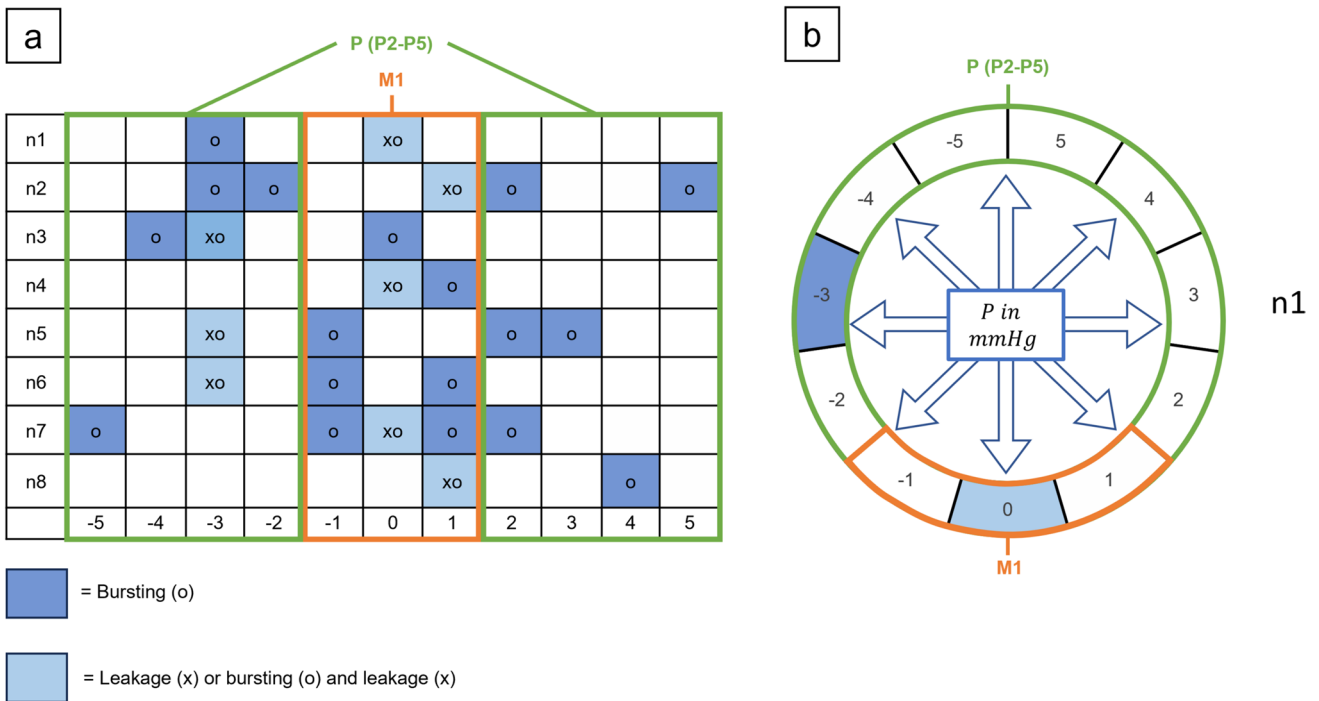 a
P (P2-P5)
M1
n1 o xo
n2 o o xo o o
n3 o xo o
n4 xo o
n5 xo o o o
n6 xo o o
n7 o o xo o o
n8 xo o
-5 -4 -3 -2 -1 0 1 2 3 4 5
= Bursting (o)
= Leakage (x) or bursting (o) and leakage (x)
b
P (P2-P5)
-5 5
-4 4
-3 3
-2 2
-1 1
0
P in
mmHg
M1
n1